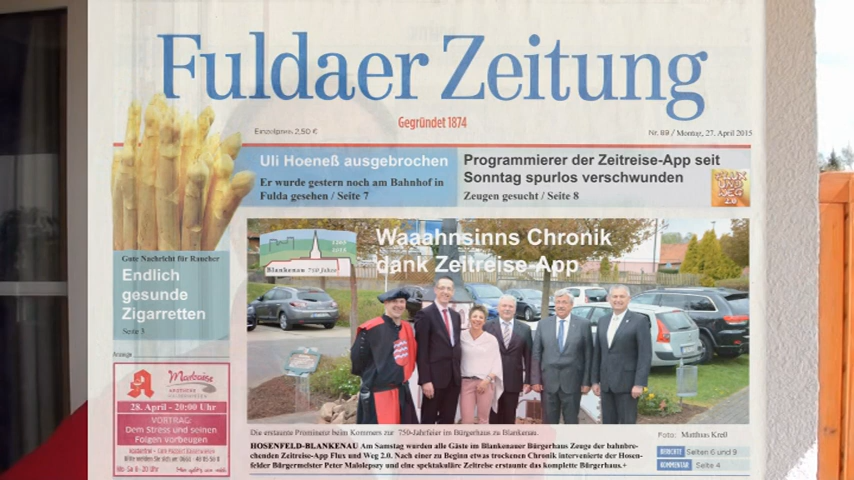 Fuldaer Zeitung
Gegründet 1874
Einzelpreis 2,50 €
Nr. 89 / Montag, 27. April 2015
Uli Hoeneß ausgebrochen
Er wurde gestern noch am Bahnhof in
Fulda gesehen / Seite 7
Programmierer der Zeitreise-App seit
Sonntag spurlos verschwunden
Zeugen gesucht / Seite 8
FLUX
UND
WEG
2.0
Gute Nachricht für Raucher
Endlich
gesunde
Zigarretten
Seite 3
Waaahnsinns Chronik
dank Zeitreise-App
Blankenau 750 Jahre
Anzeige
28. April - 20:00 Uhr
VORTRAG:
Dem Stress und seinen
Folgen vorbeugen
Die erstaunte Prominenz beim Kommers zur 750-Jahrfeier im Bürgerhaus zu Blankenau.
Foto: Matthias Kreß
HOSENFELD-BLANKENAU Am Samstag wurden alle Gäste im Blankenauer Bürgerhaus Zeuge der bahnbre-
chenden Zeitreise-App Flux und Weg 2.0. Nach einer zu Beginn etwas trockenen Chronik intervenierte der Hosen-
felder Bürgermeister Peter Malolepszy und eine spektakuläre Zeitreise erstaunte das komplette Bürgerhaus.+
BERICHTE Seiten 6 und 9
KOMMENTAR Seite 4